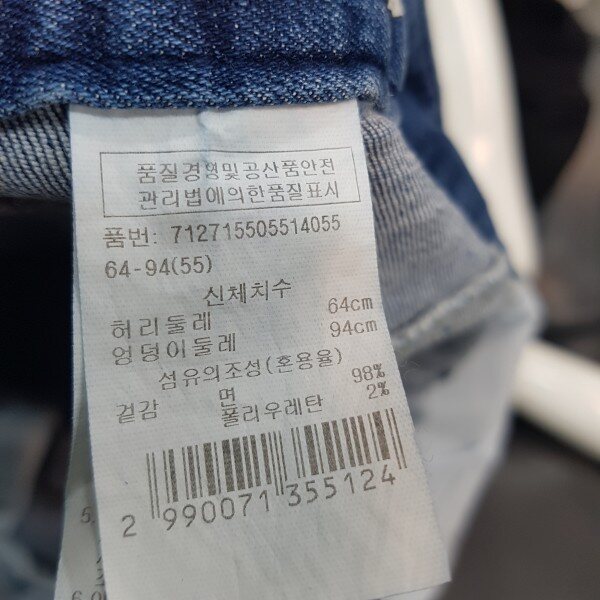 품질경영및공산품안전
관리법에의한품질표시
품번: 712715505514055
64-94(55)
신체치수
허리둘레 64cm
엉덩이둘레 94cm
섬유의조성(혼용율)
겉감 면 98%
폴리우레탄 2%
2 990071 355124